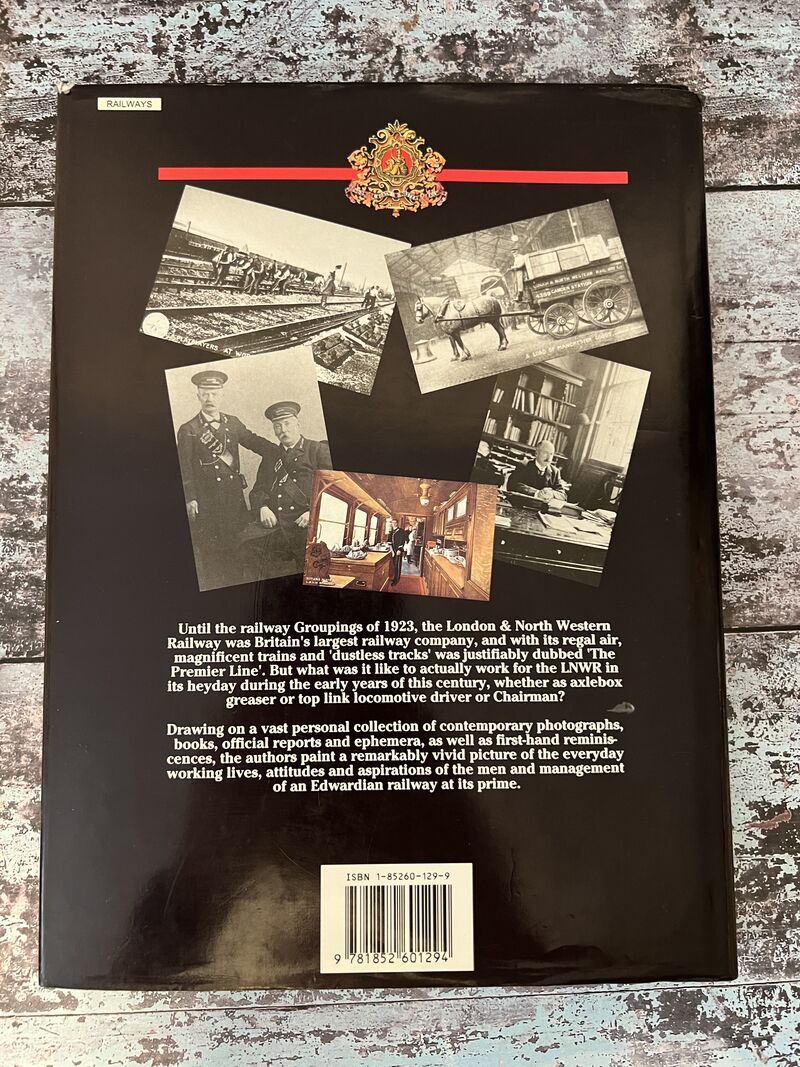 RAILWAYS
LONDON & NORTH WESTERN RAILWAY CO
STATION
Until the railway Groupings of 1923, the London & North Western
Railway was Britain's largest railway company, and with its regal air,
magnificent trains and 'dustless tracks' was justifiably dubbed 'The
Premier Line'. But what was it like to actually work for the LNWR in
its heyday during the early years of this century, whether as axlebox
greaser or top link locomotive driver or Chairman?
Drawing on a vast personal collection of contemporary photographs,
books, official reports and ephemera, as well as first-hand reminis-
cences, the authors paint a remarkably vivid picture of the everyday
working lives, attitudes and aspirations of the men and management
of an Edwardian railway at its prime.
ISBN 1-85260-129-9
9 781852 601294